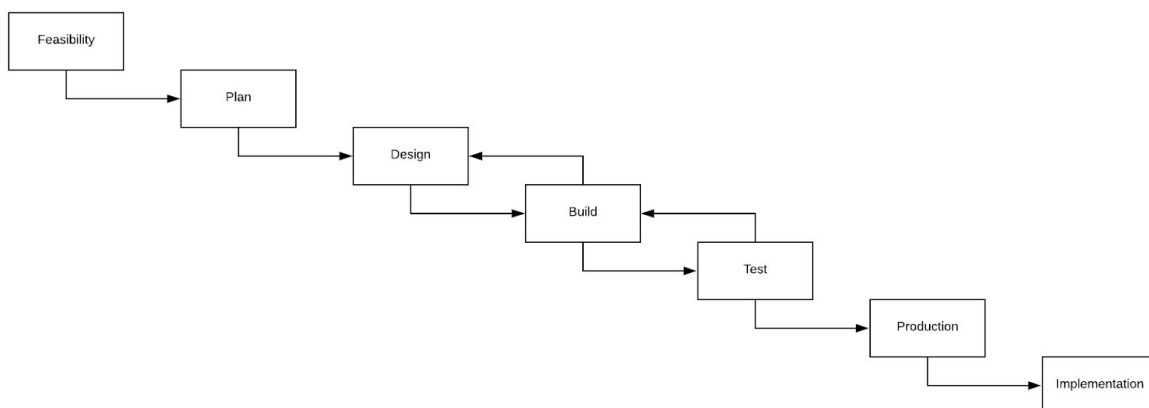 Feasibility
Plan
Design
Build
Test
Production
Implementation